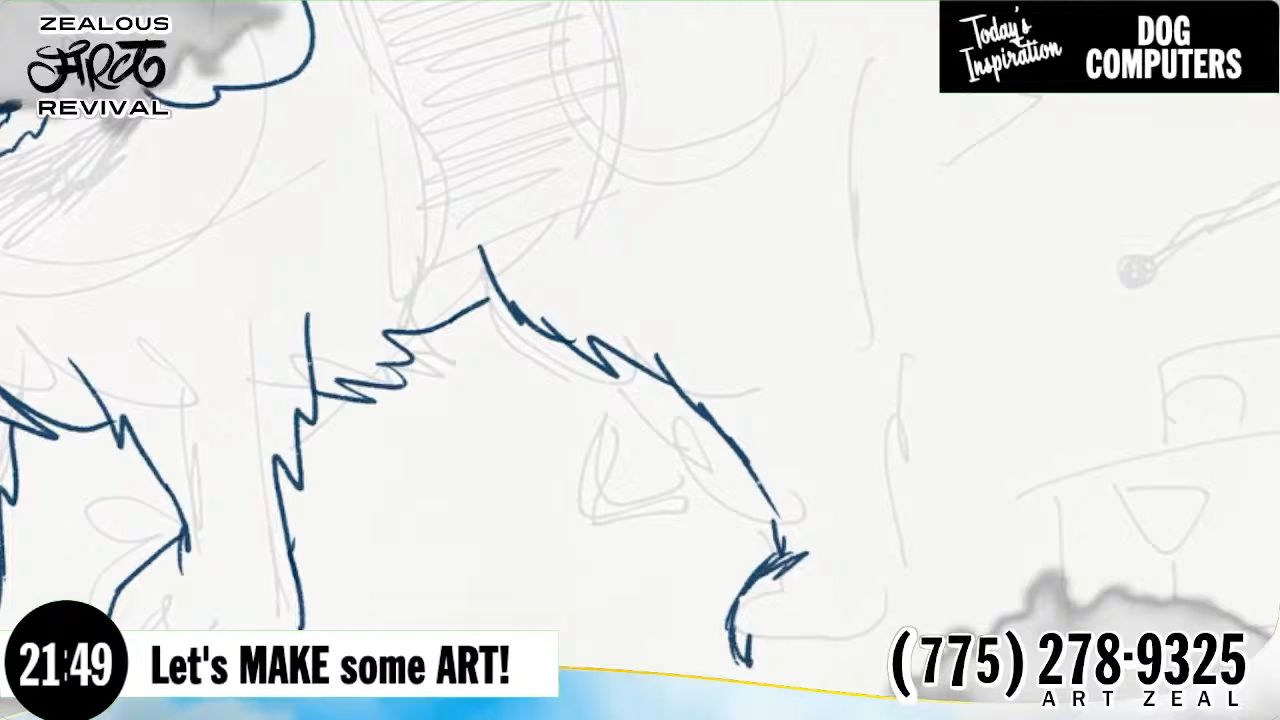 ZEALOUS
ART
REVIVAL
Today's
Inspiration
DOG
COMPUTERS
21:49
Let's MAKE some ART!
(775) 278-9325
ART ZEAL